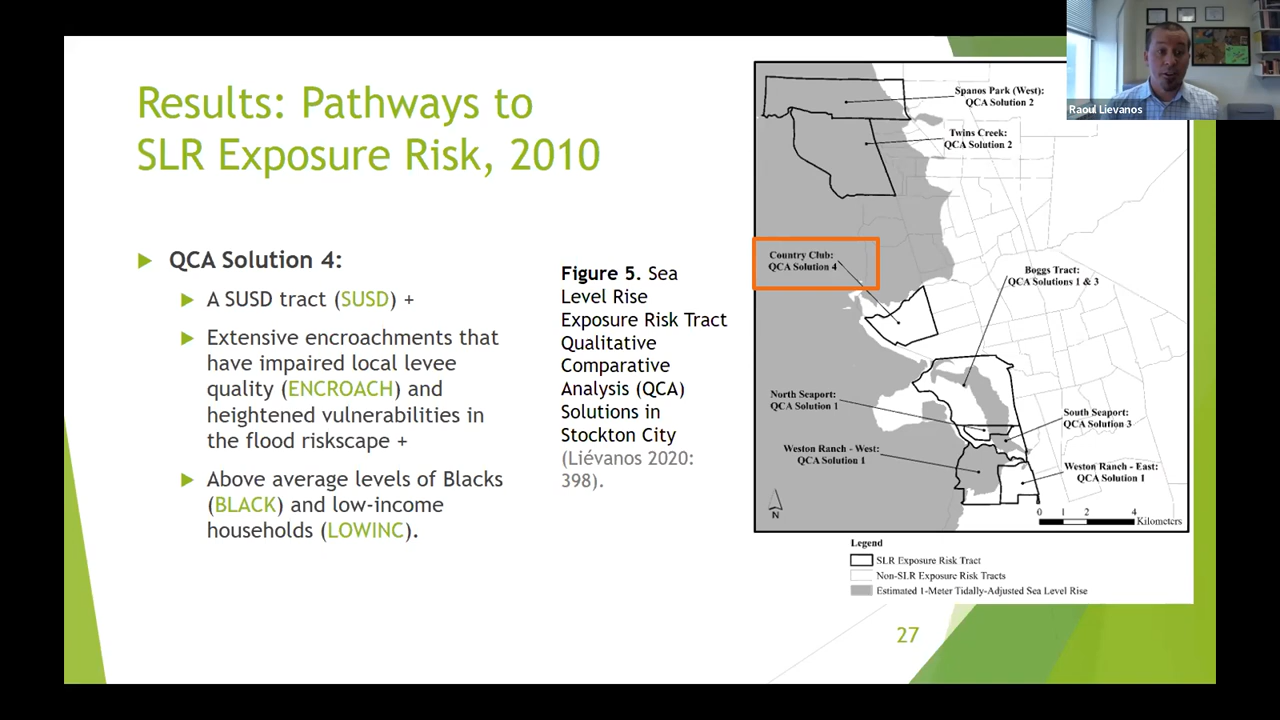 Results: Pathways to
SLR Exposure Risk, 2010
QCA Solution 4:
A SUSD tract (SUSD) +
Extensive encroachments that
have impaired local levee
quality (ENCROACH) and
heightened vulnerabilities in
the flood riskscape +
Above average levels of Blacks
(BLACK) and low-income
households (LOWINC).
Figure 5. Sea
Level Rise
Exposure Risk Tract
Qualitative
Comparative
Analysis (QCA)
Solutions in
Stockton City
(Liévanos 2020:
398).
Spanos Park (West):
QCA Solution 2
Twins Creek:
QCA Solution 2
Country Club:
QCA Solution 4
Boggs Tract:
QCA Solutions 1 & 3
North Seaport:
QCA Solution 1
South Seaport:
QCA Solution 3
Weston Ranch - West:
QCA Solution 1
Weston Ranch - East:
QCA Solution 1
N
0 1 2 4
Kilometers
Legend
SLR Exposure Risk Tract
Non-SLR Exposure Risk Tracts
Estimated 1-Meter Tidally-Adjusted Sea Level Rise
27
Raoul Lievanos